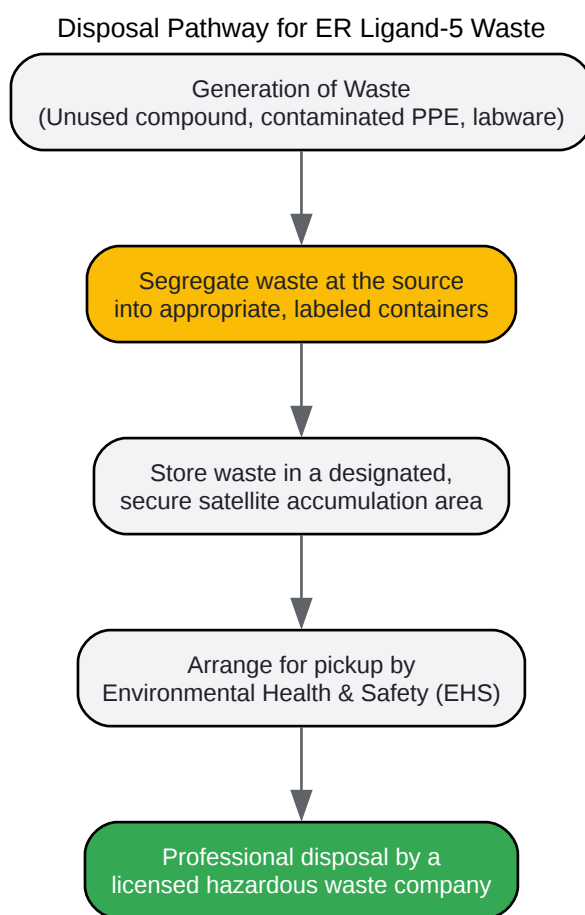 Disposal Pathway for ER Ligand-5 Waste
Generation of Waste
(Unused compound, contaminated PPE, labware)
Segregate waste at the source
into appropriate, labeled containers
Store waste in a designated,
secure satellite accumulation area
Arrange for pickup by
Environmental Health & Safety (EHS)
Professional disposal by a
licensed hazardous waste company